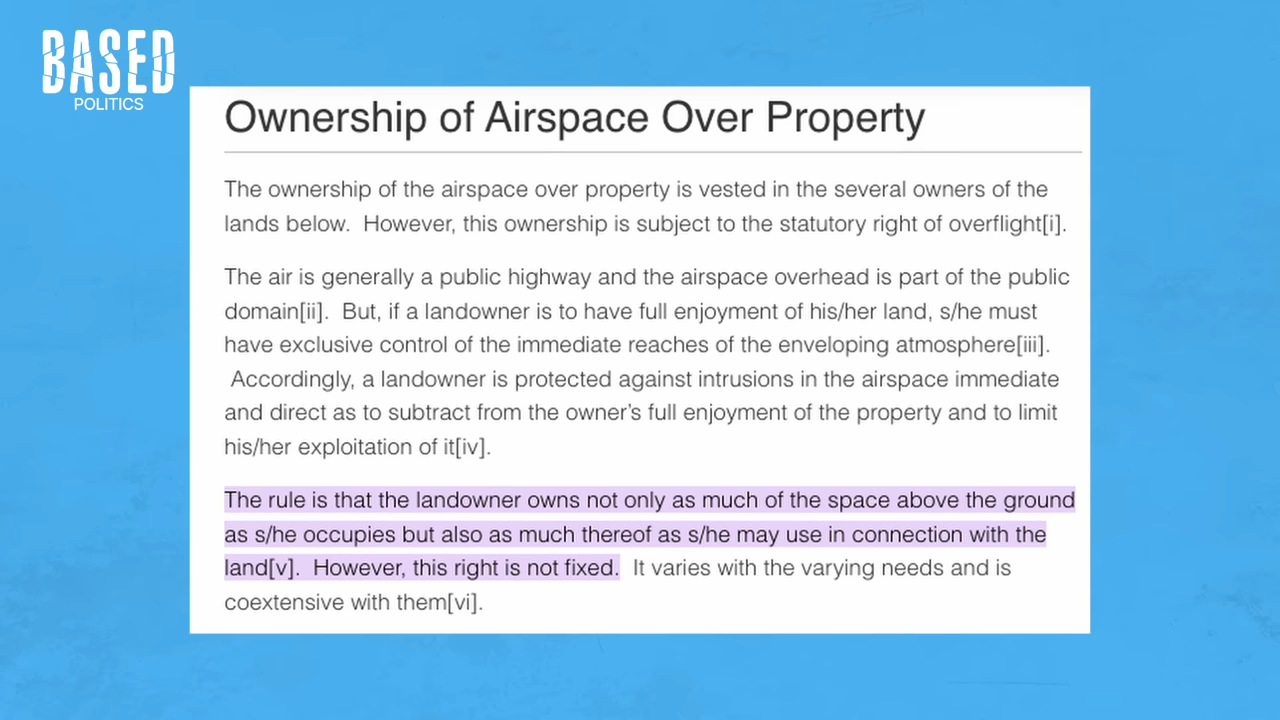 BASED
POLITICS
Ownership of Airspace Over Property
The ownership of the airspace over property is vested in the several owners of the
lands below.  However, this ownership is subject to the statutory right of overflight[i].
The air is generally a public highway and the airspace overhead is part of the public
domain[ii].  But, if a landowner is to have full enjoyment of his/her land, s/he must
have exclusive control of the immediate reaches of the enveloping atmosphere[iii].
Accordingly, a landowner is protected against intrusions in the airspace immediate
and direct as to subtract from the owner’s full enjoyment of the property and to limit
his/her exploitation of it[iv].
The rule is that the landowner owns not only as much of the space above the ground
as s/he occupies but also as much thereof as s/he may use in connection with the
land[v].  However, this right is not fixed.  It varies with the varying needs and is
coextensive with them[vi].